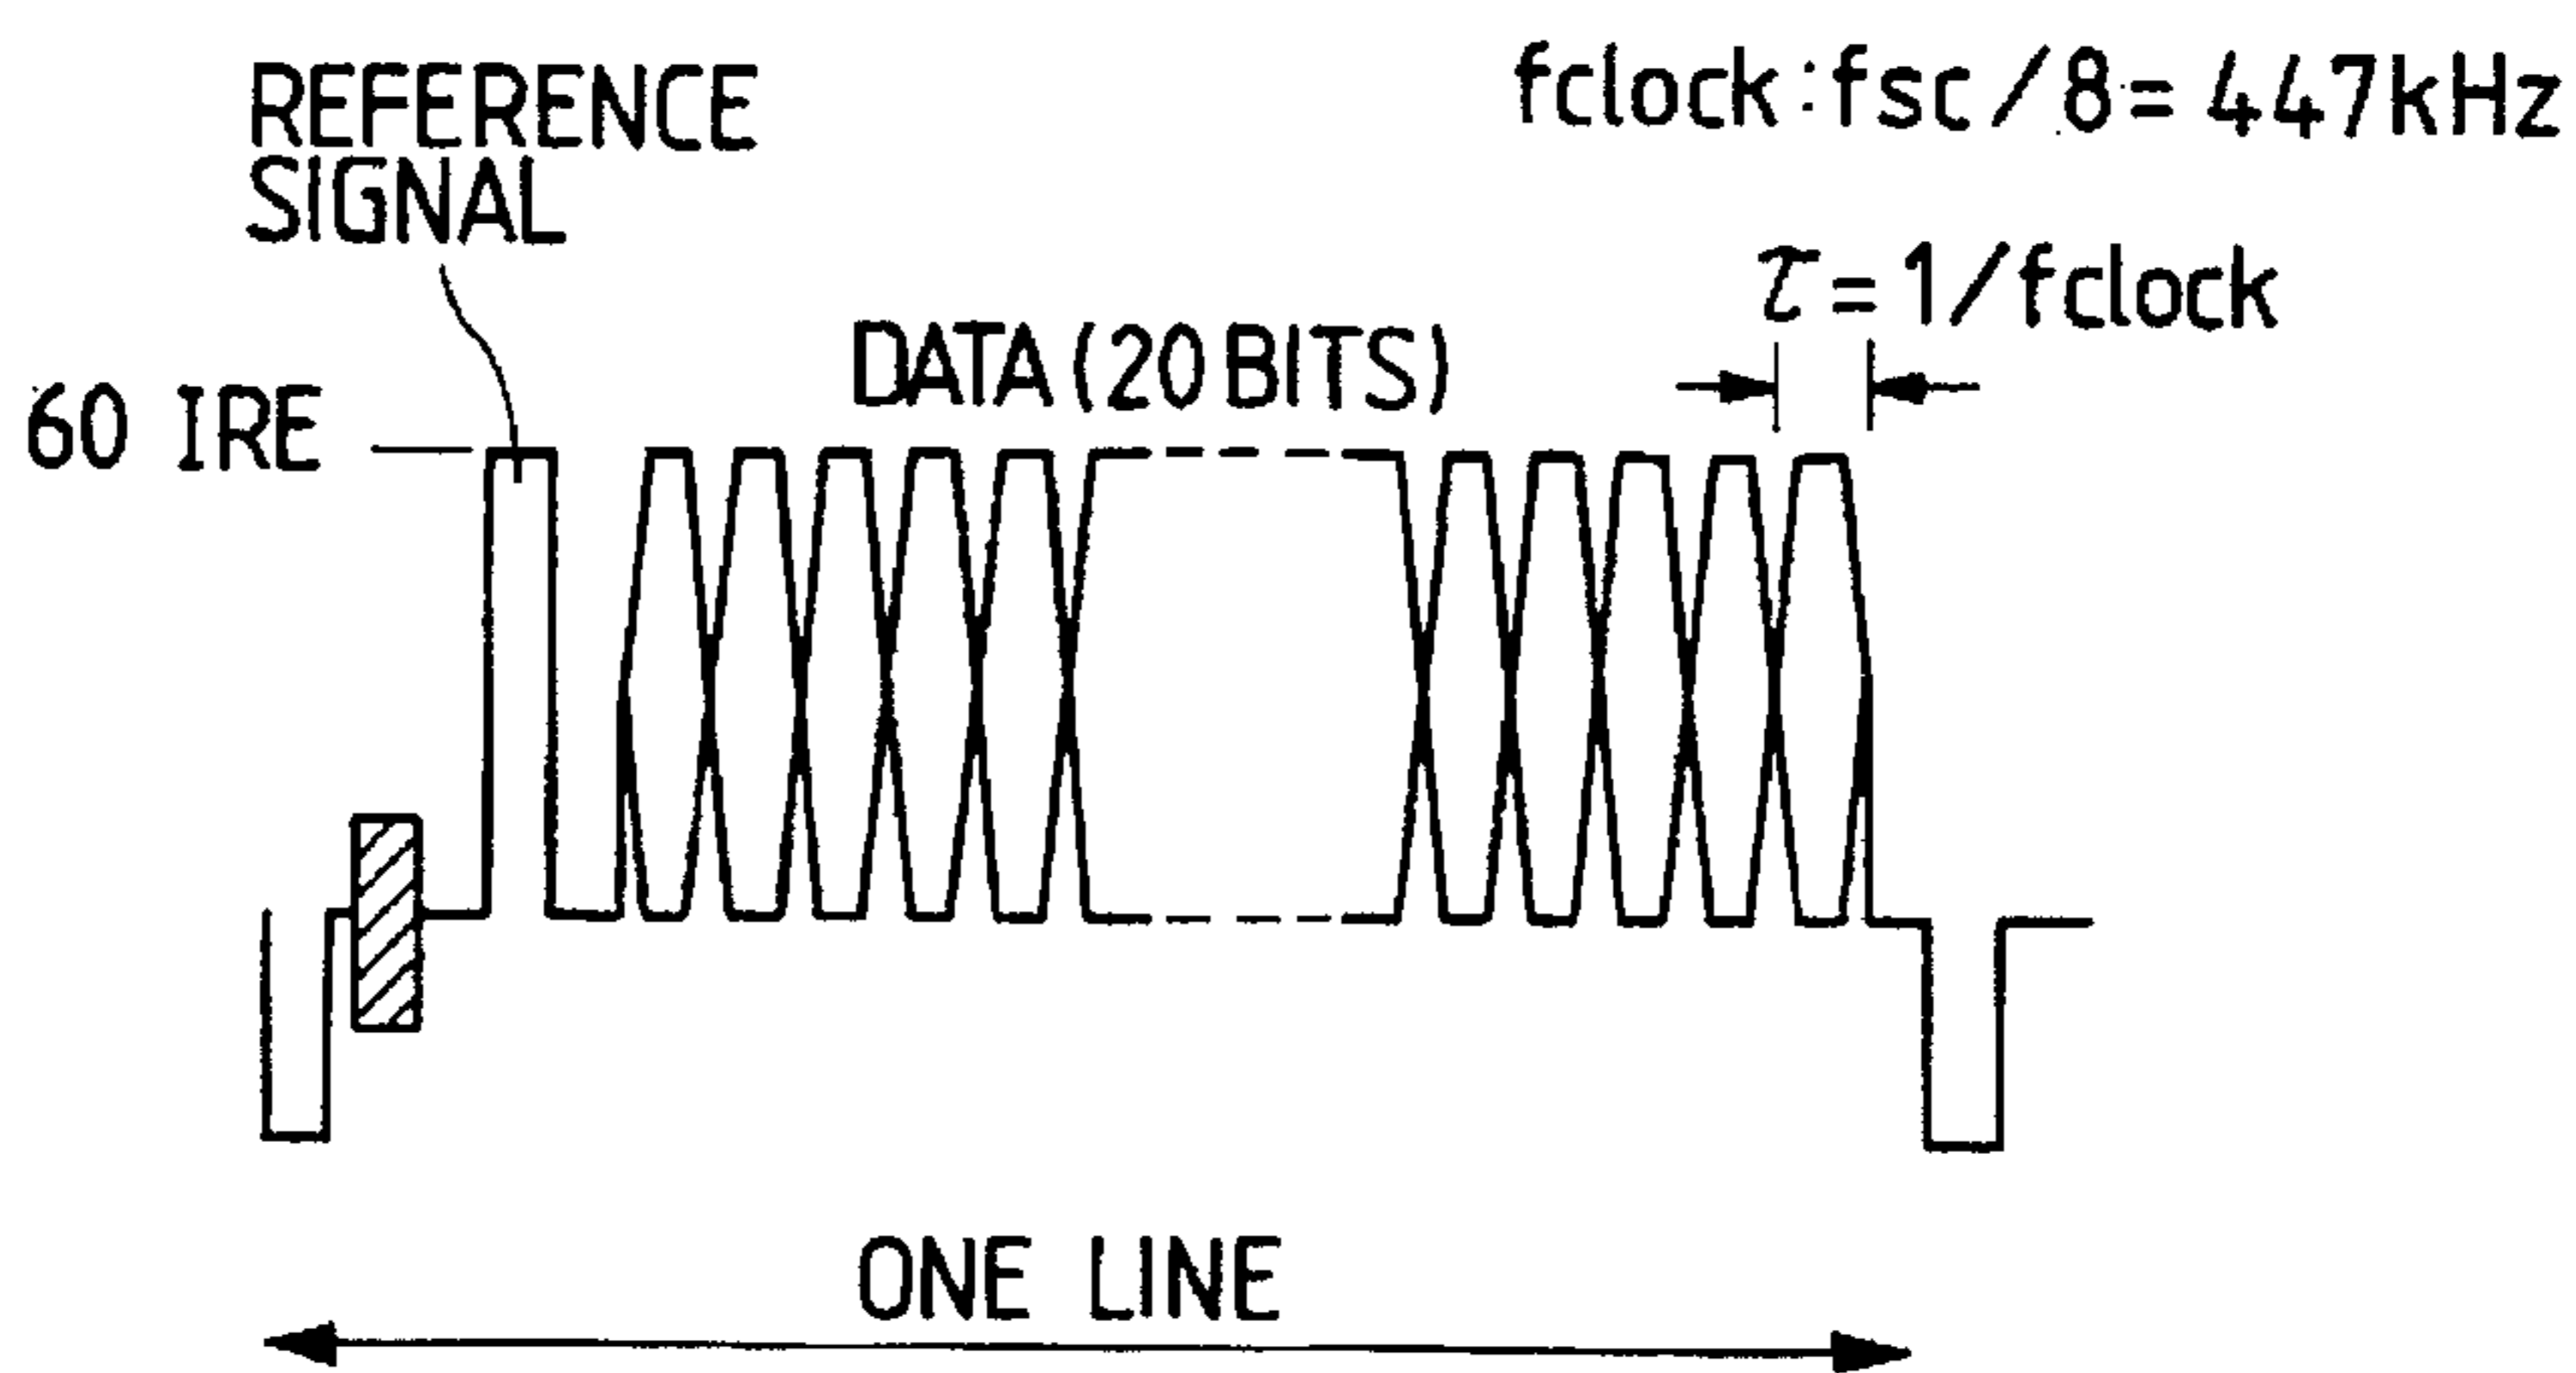 REFERENCE
SIGNAL
fclock:fsc/8=447kHz
τ=1/fclock
DATA(20 BITS)
60 IRE
ONE LINE